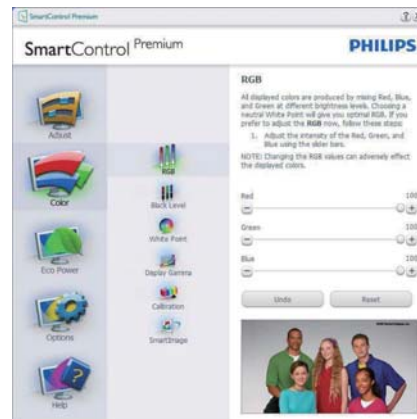 SmartControl Premium
SmartControl Premium
PHILIPS
Adjust
Color
Eco Power
Options
Help
RGB
Black Level
White Point
Display Gamma
Calibration
SmartImage
RGB
All displayed colors are produced by mixing Red, Blue,
and Green at different brightness levels. Choosing a
neutral White Point will give you optimal RGB. If you
prefer to adjust the RGB now, follow these steps:
1. Adjust the intensity of the Red, Green, and
Blue using the slider bars.
NOTE: Changing the RGB values can adversely effect
the displayed colors.
Red
100
Green
100
Blue
100
Undo
Reset